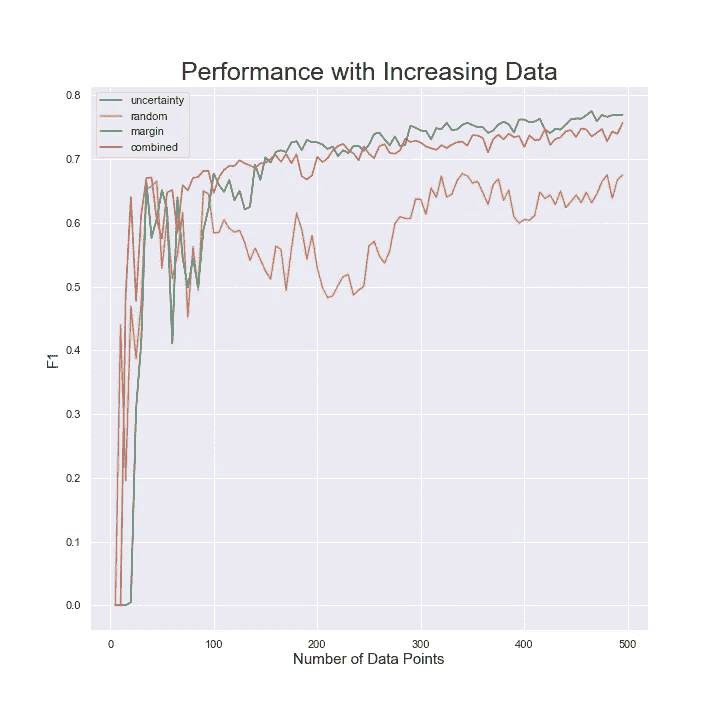 Performance with Increasing Data
uncertainty
random
margin
combined
0.8
0.7
0.6
0.5
0.4
0.3
0.2
0.1
0.0
F1
0
100
200
300
400
500
Number of Data Points